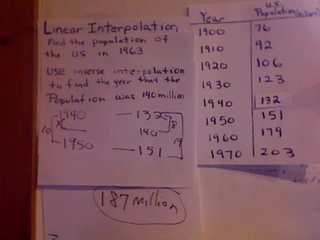 Linear Interpolation
Find the population of
the US in 1963
Use inverse interpolation
to find the year that the
Population was 140 million
1940 132
10 x 140 8
1950 151 19
187 million
Year U.S. Population
1900 76
1910 92
1920 106
1930 123
1940 132
1950 151
1960 179
1970 203